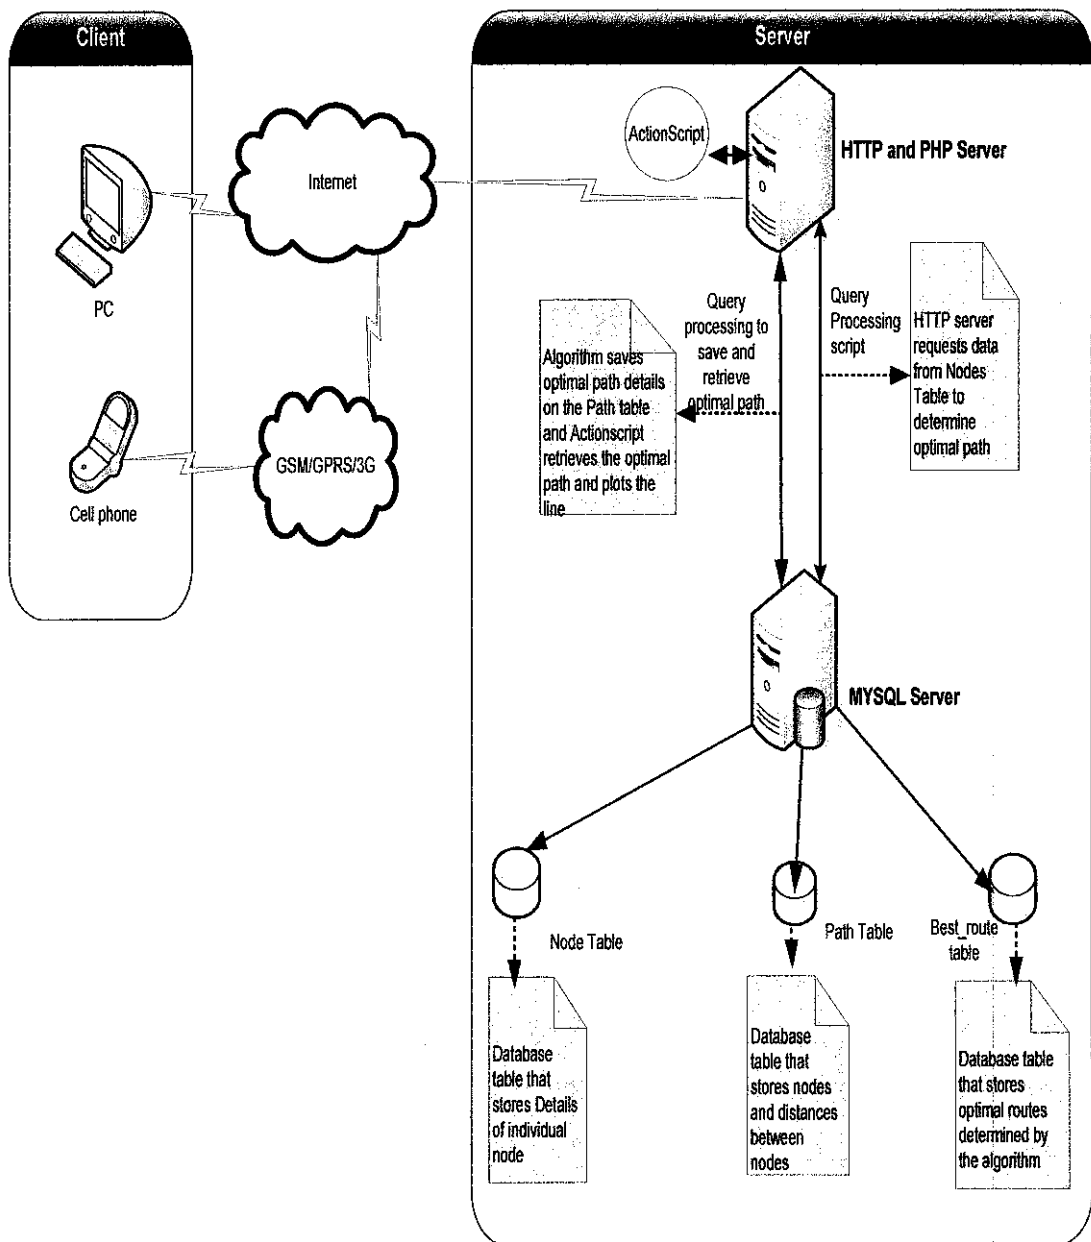 Client
Server
ActionScript
HTTP and PHP Server
Internet
PC
Query
processing to
save and
retrieve
optimal path
Query
Processing
script
HTTP server
requests data
from Nodes
Table to
determine
optimal path
Algorithm saves
optimal path details
on the Path table
and Actionscript
retrieves the optimal
path and plots the
line
GSM/GPRS/3G
Cell phone
MYSQL Server
Node Table
Path Table
Best_route
table
Database
table that
stores Details
of individual
node
Database
table that
stores nodes
and distances
between
nodes
Database table
that stores
optimal routes
determined by
the algorithm